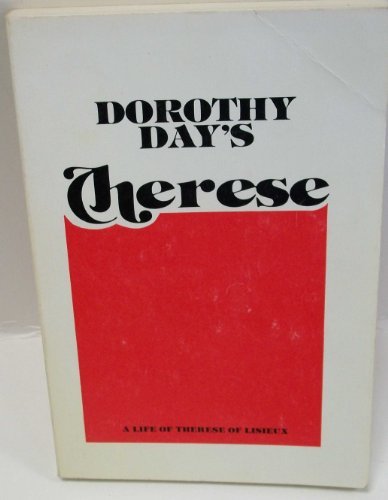 DOROTHY
DAY'S
Therese
A LIFE OF THERESE OF LISIEUX